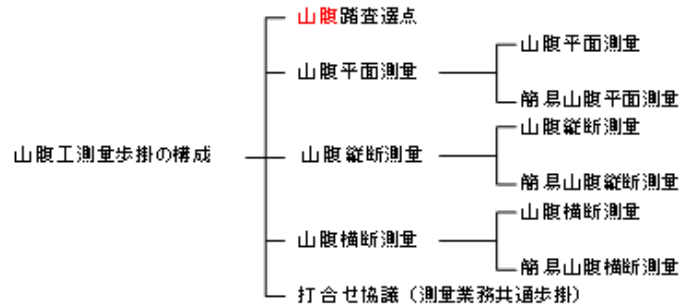 山腹踏査選点
山腹平面測量
山腹平面測量
簡易山腹平面測量
山腹工測量歩掛の構成
山腹縦断測量
山腹縦断測量
簡易山腹縦断測量
山腹横断測量
山腹横断測量
簡易山腹横断測量
打合せ協議（測量業務共通歩掛）